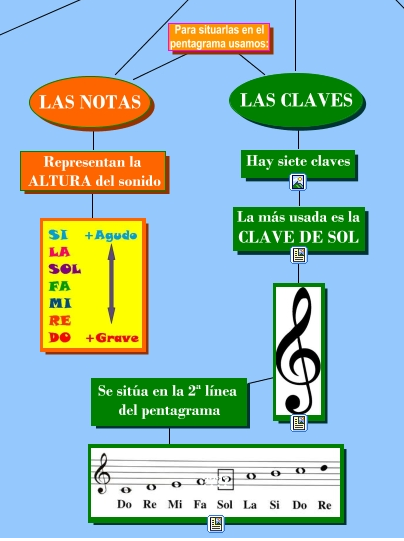 Para situarlas en el
pentagrama usamos:
LAS NOTAS
LAS CLAVES
Representan la
ALTURA del sonido
Hay siete claves
La más usada es la
CLAVE DE SOL
SI +Agudo
LA
SOL
FA
MI
RE
DO +Grave
Se sitúa en la 2ª línea
del pentagrama
Do Re Mi Fa Sol La Si Do Re